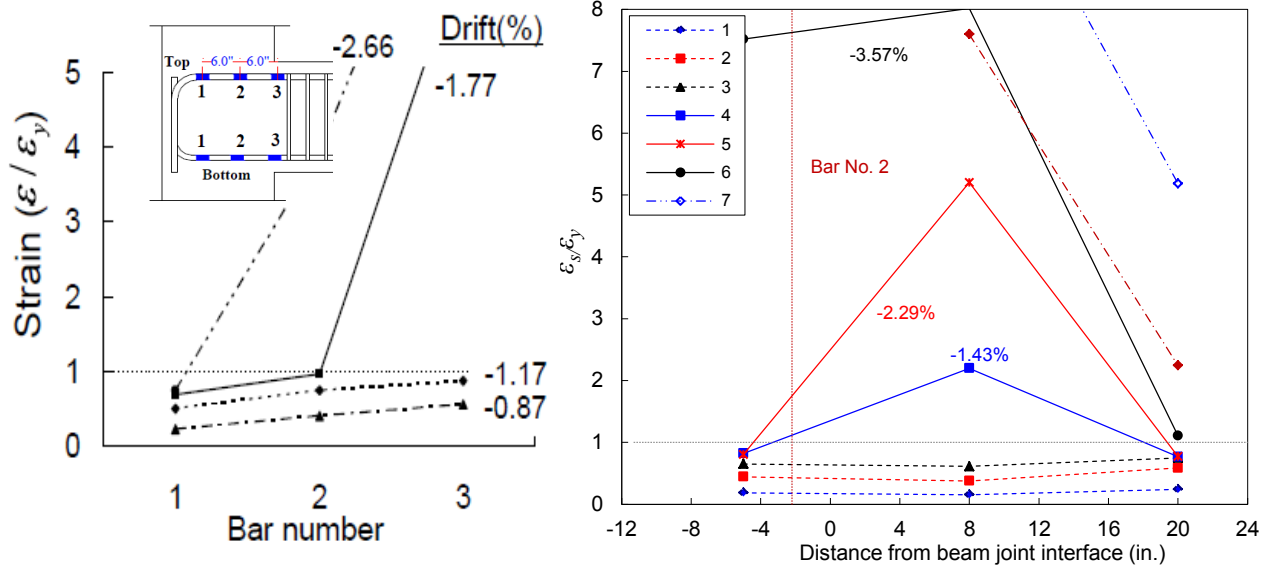 Drift(%)
-2.66
-1.77
-1.17
-0.87
Top
6.0"
6.0"
1 2 3
1 2 3
Bottom
5
4
3
2
1
0
Strain (ε / εy)
1 2 3
Bar number
8
7
6
5
4
3
2
1
0
εs/εy
1
2
3
4
5
6
7
-3.57%
Bar No. 2
-2.29%
-1.43%
-12 -8 -4 0 4 8 12 16 20 24
Distance from beam joint interface (in.)